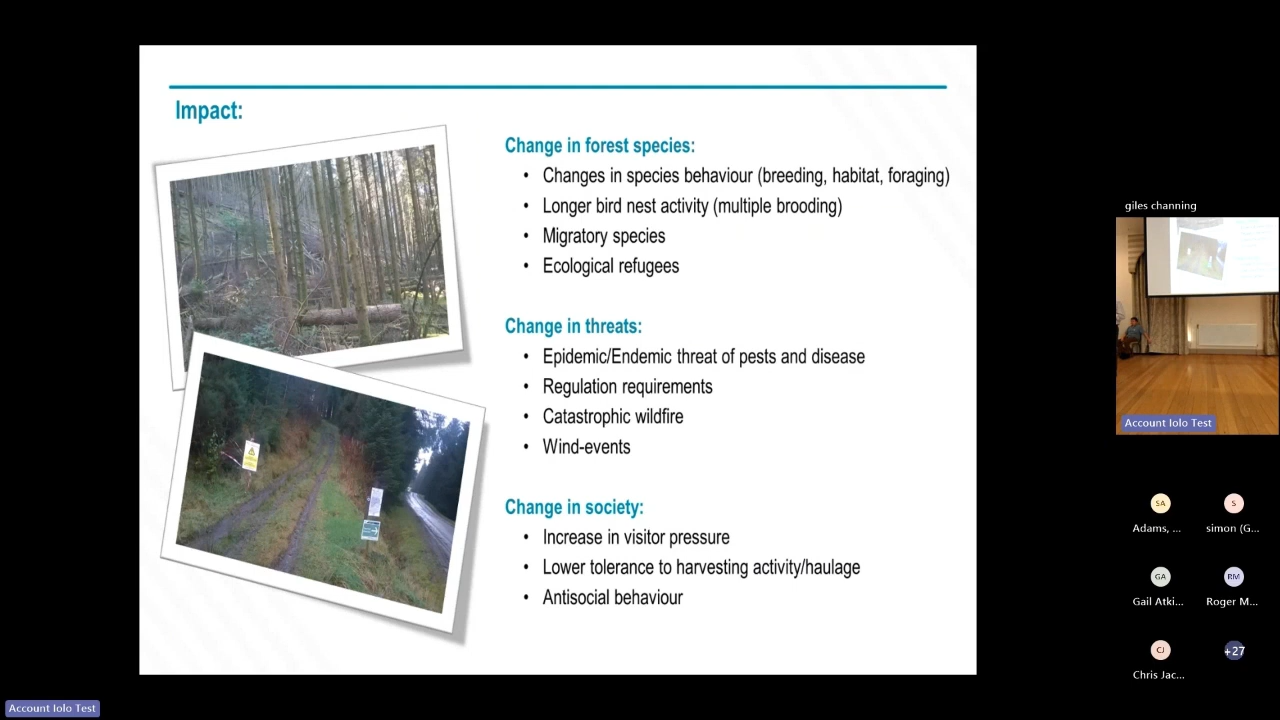 Impact:
Change in forest species:
• Changes in species behaviour (breeding, habitat, foraging)
• Longer bird nest activity (multiple brooding)
• Migratory species
• Ecological refugees
Change in threats:
• Epidemic/Endemic threat of pests and disease
• Regulation requirements
• Catastrophic wildfire
• Wind-events
Change in society:
• Increase in visitor pressure
• Lower tolerance to harvesting activity/haulage
• Antisocial behaviour
giles channing
Account Iolo Test
SA
S
Adams, ...
simon (G...
GA
RM
Gail Atki...
Roger M...
CJ
+27
Chris Jac...
Account Iolo Test